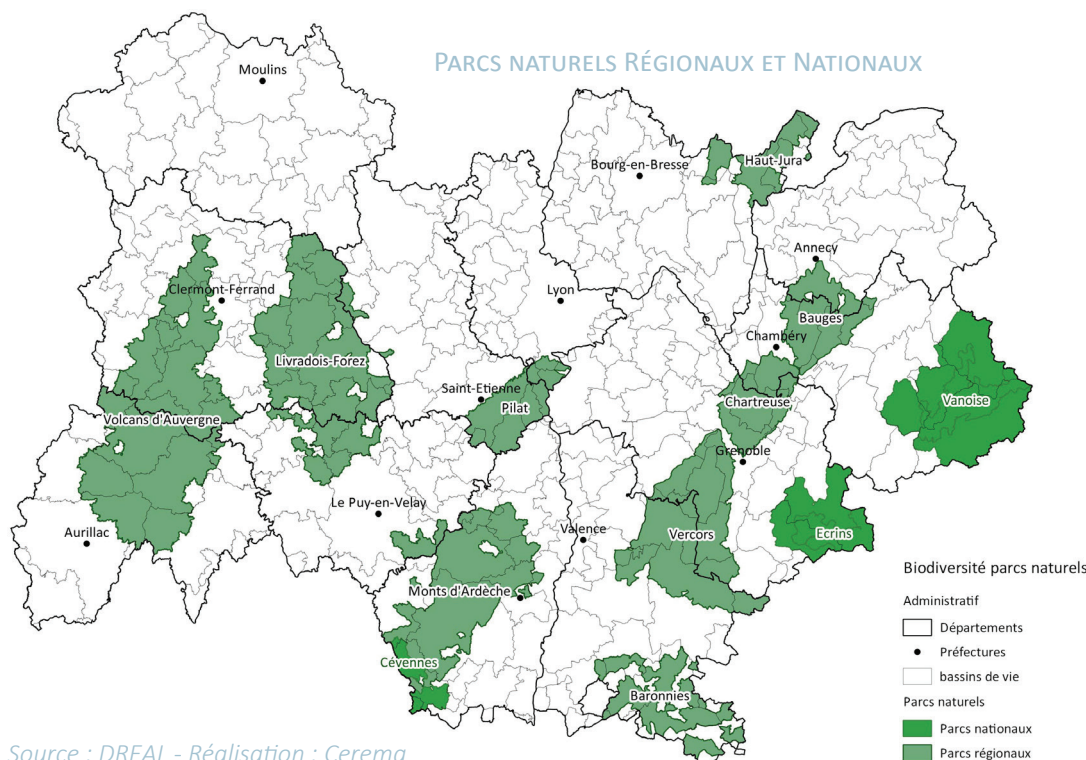 PARCS NATURELS RÉGIONAUX ET NATIONAUX
Moulins
Bourg-en-Bresse
Haut-Jura
Annecy
Clermont-Ferrand
Lyon
Bauges
Chambéry
Livradois-Forez
Saint-Etienne
Pilat
Chartreuse
Vanoise
Volcans d'Auvergne
Grenoble
Le Puy-en-Velay
Aurillac
Valence
Vercors
Ecrins
Monts d'Ardèche
Cévennes
Baronnies
Biodiversité parcs naturels
Administratif
Départements
Préfectures
bassins de vie
Parcs naturels
Parcs nationaux
Parcs régionaux
Source : DREAL - Réalisation : Cerema